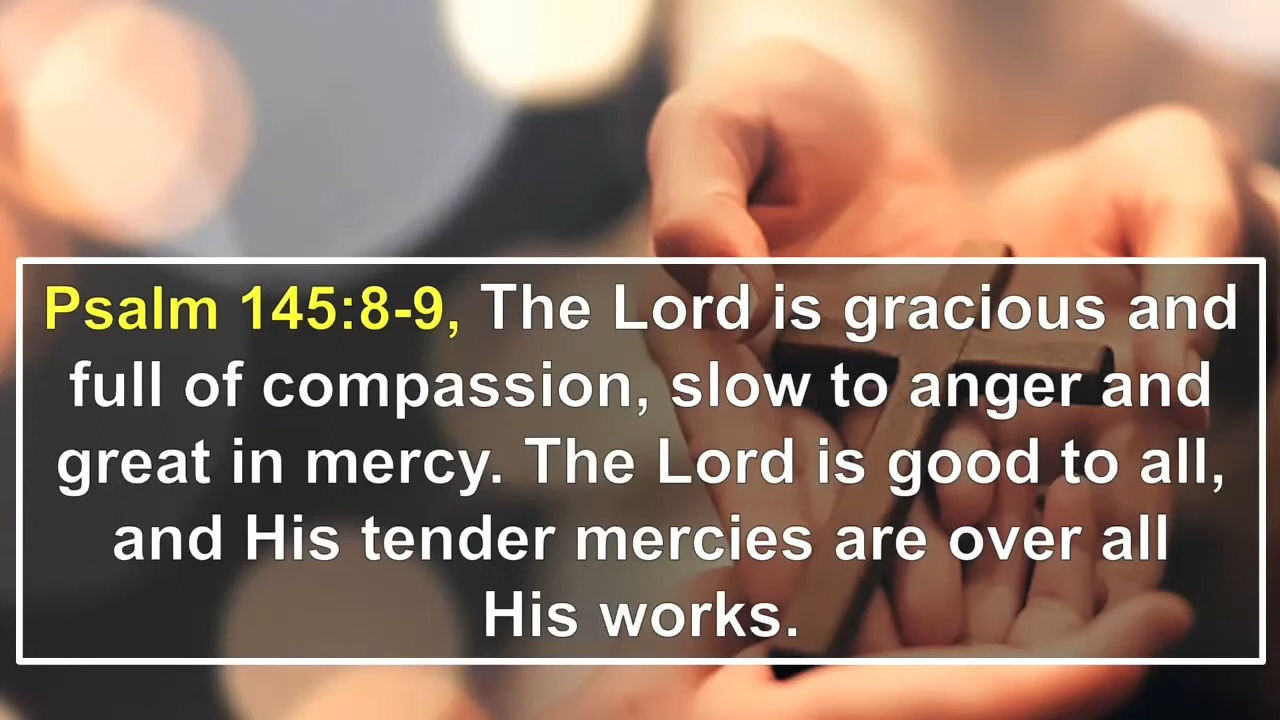 Psalm 145:8-9, The Lord is gracious and
full of compassion, slow to anger and
great in mercy. The Lord is good to all,
and His tender mercies are over all
His works.